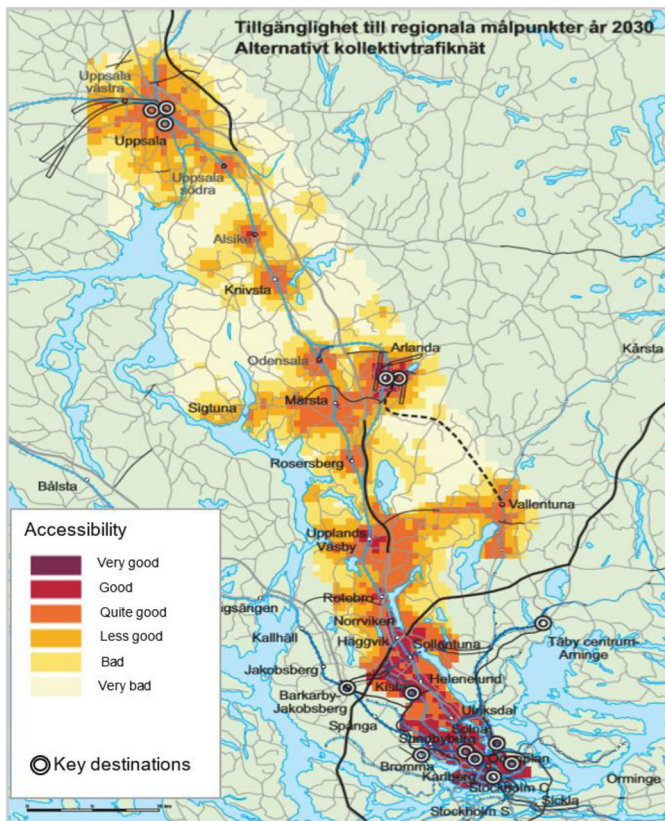 Tillgänglighet till regionala målpunkter år 2030
Alternativt kollektivtrafiknät
Uppsala
västra
Uppsala
Uppsala
södra
Alsike
Knivsta
Arlanda
Odensala
Kårsta
Märsta
Sigtuna
Rosersberg
Bålsta
Vallentuna
Upplands
Väsby
Accessibility
Very good
Good
Quite good
Less good
Bad
Very bad
Key destinations
Rotebro
ngsängen
Norrviken
Kallhäll
Häggvik
Sollentuna
Täby centrum-
Arninge
Jakobsberg
Helenelund
Kista
Barkarby-
Jakobsberg
Ulriksdal
Spånga
Solna
Sundbyberg
Odenplan
Bromma
Karlberg
Stockholm C
Orminge
Sickla
Stockholm S